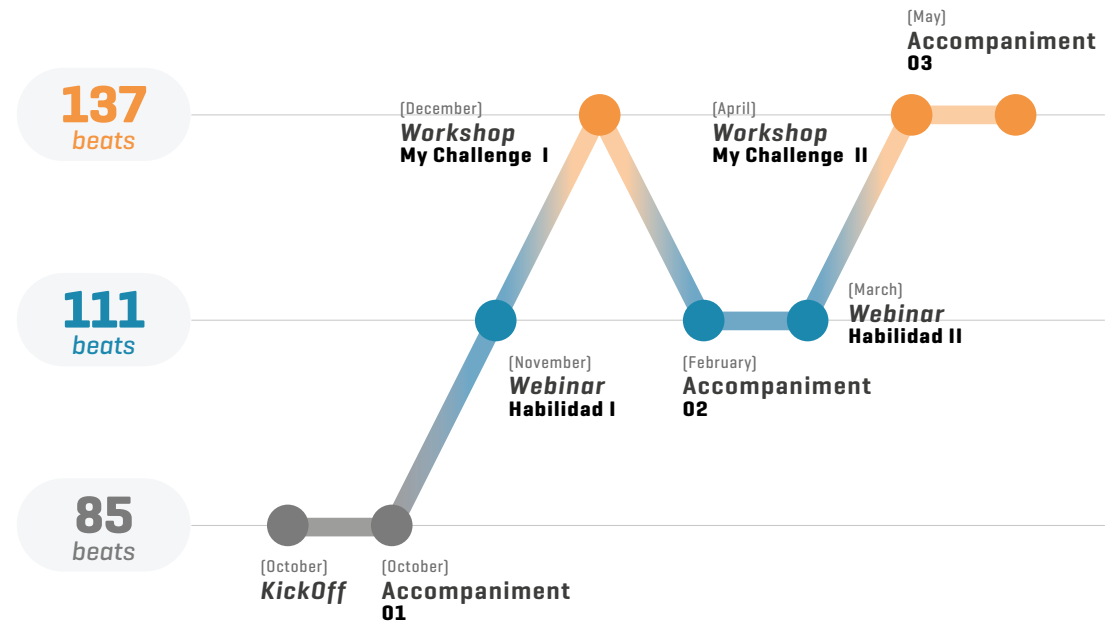 (May)
Accompaniment
03
137
beats
(December)
Workshop
My Challenge I
(April)
Workshop
My Challenge II
111
beats
(March)
Webinar
Habilidad II
(November)
Webinar
Habilidad I
(February)
Accompaniment
02
85
beats
(October)
KickOff
(October)
Accompaniment
01